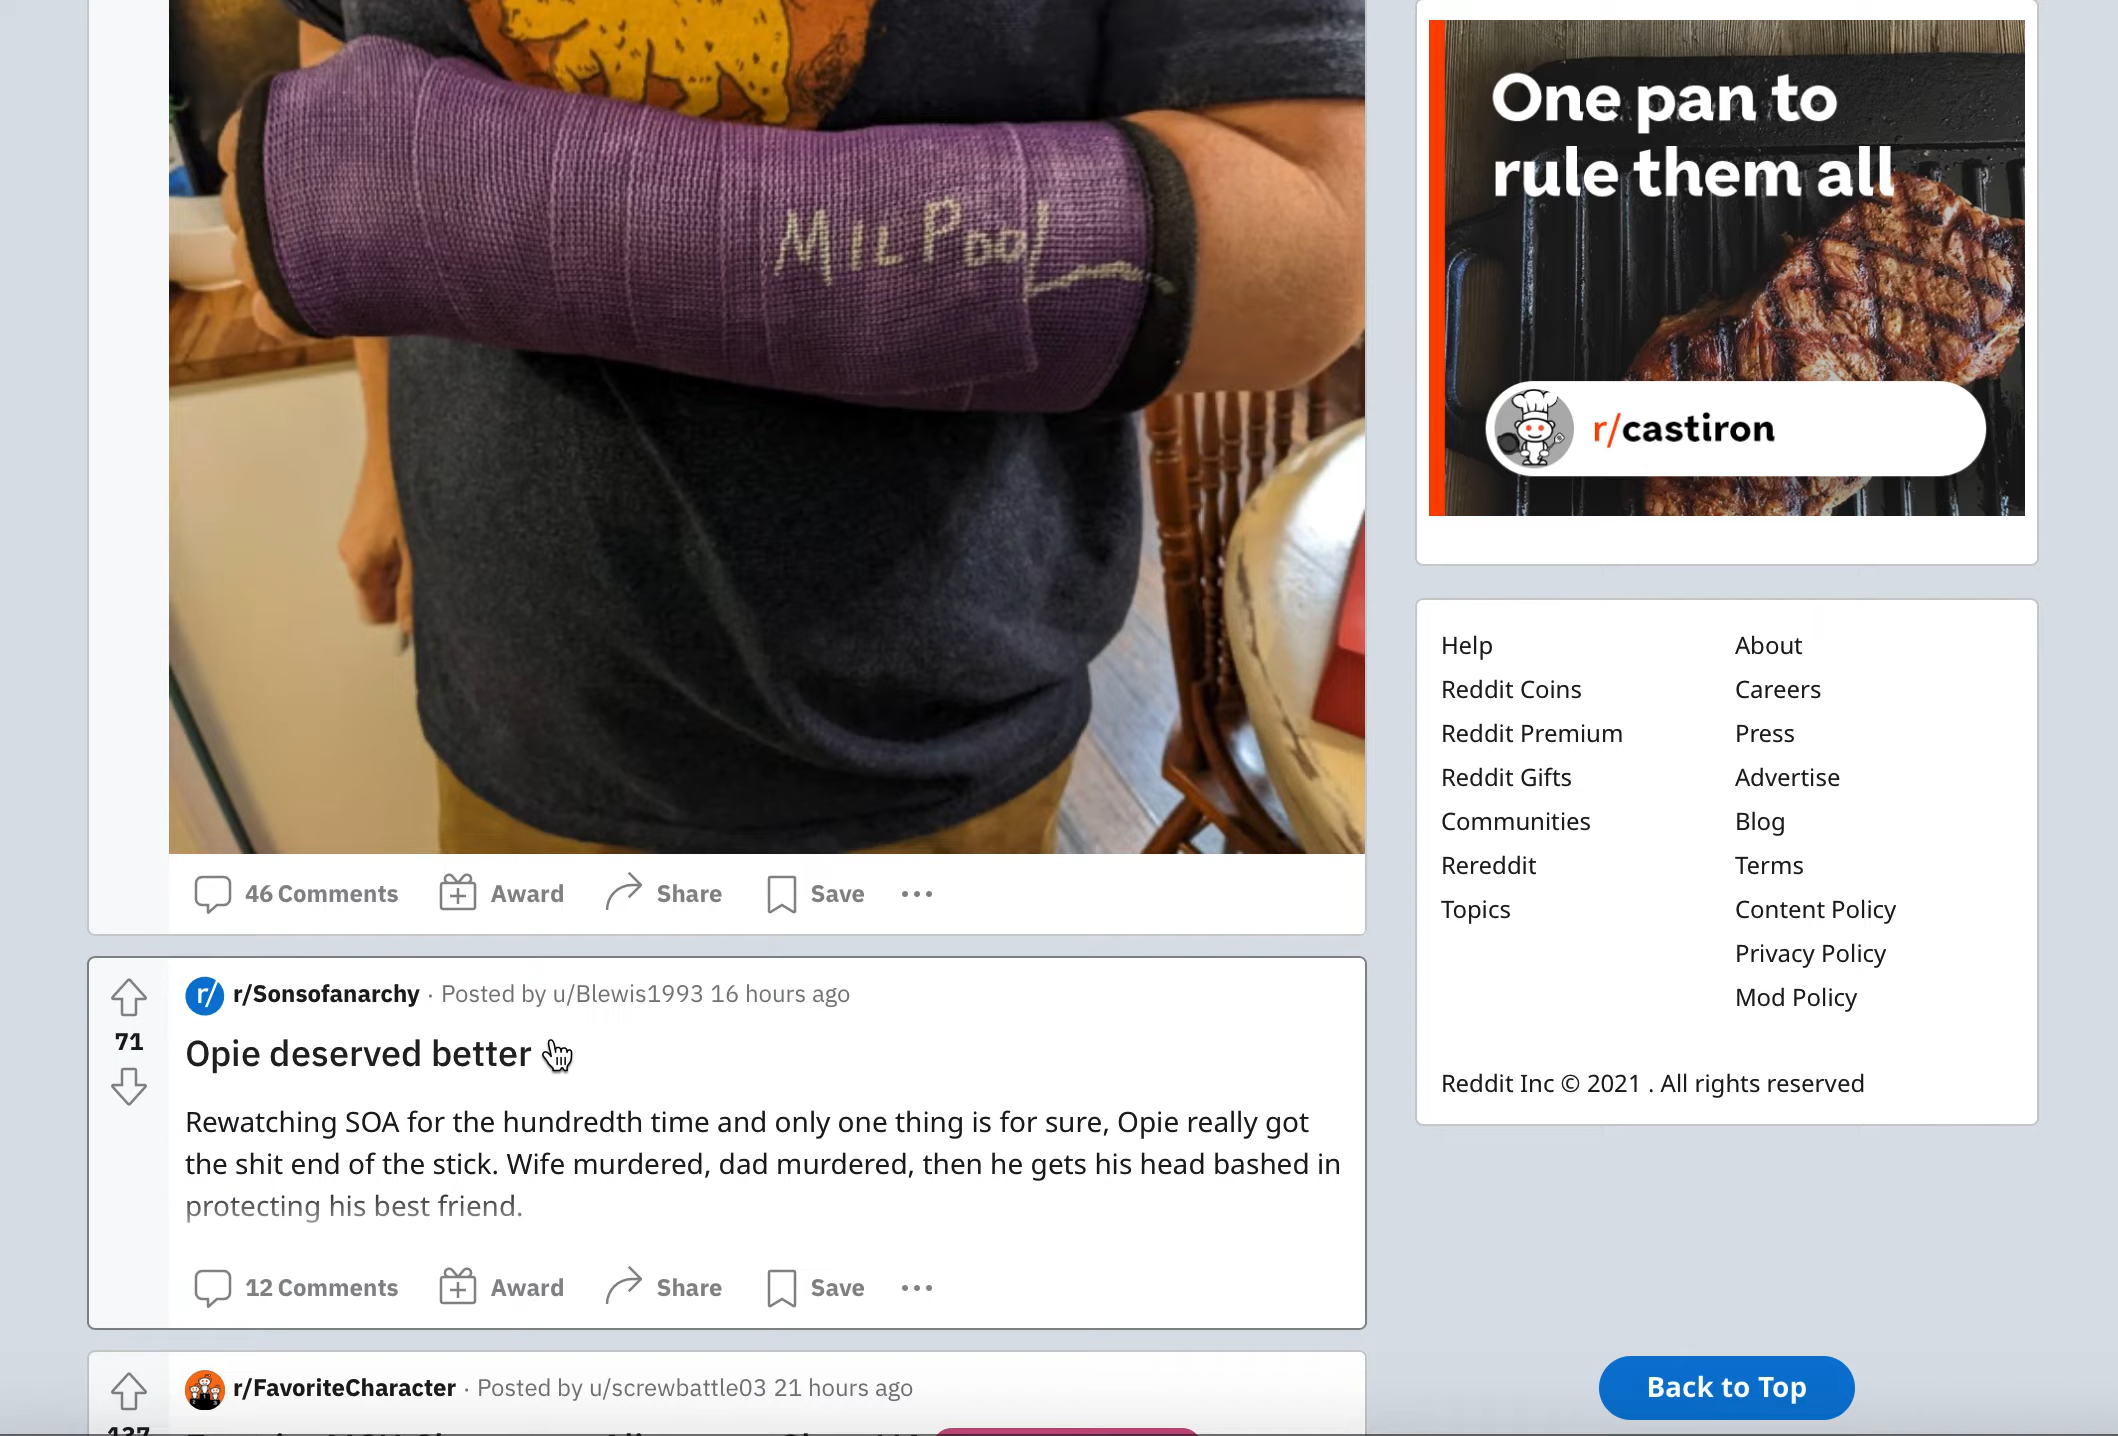 MIL Pool
46 Comments
Award
Share
Save
r/Sonsofanarchy · Posted by u/Blewis1993 16 hours ago
71
Opie deserved better
Rewatching SOA for the hundredth time and only one thing is for sure, Opie really got
the shit end of the stick. Wife murdered, dad murdered, then he gets his head bashed in
protecting his best friend.
12 Comments
Award
Share
Save
r/FavoriteCharacter · Posted by u/screwbattle03 21 hours ago
One pan to
rule them all
r/castiron
Help
Reddit Coins
Reddit Premium
Reddit Gifts
Communities
Rereddit
Topics
About
Careers
Press
Advertise
Blog
Terms
Content Policy
Privacy Policy
Mod Policy
Reddit Inc © 2021 . All rights reserved
Back to Top